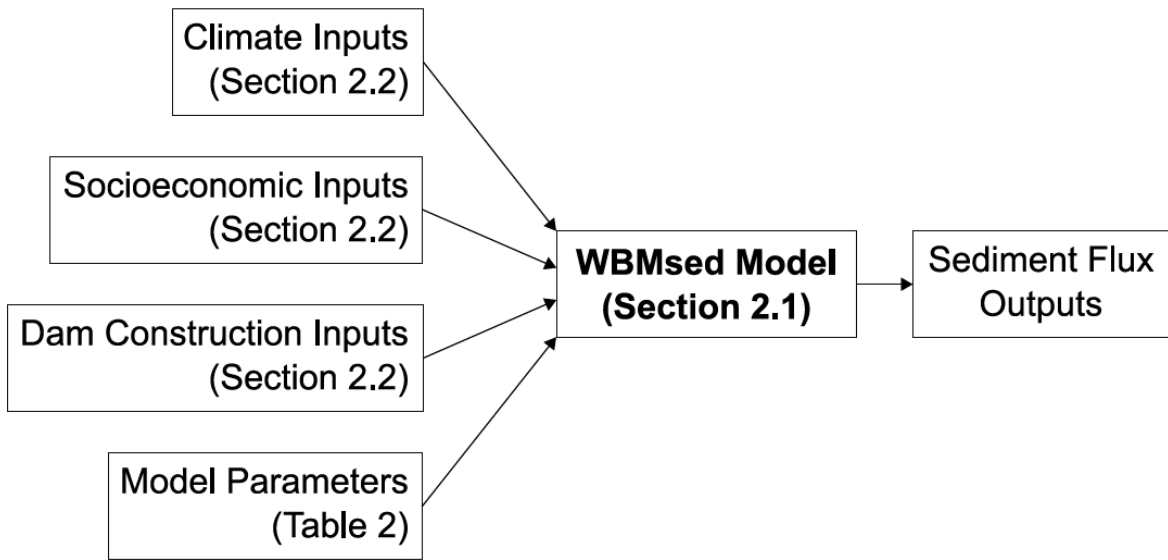 Climate Inputs
(Section 2.2)
Socioeconomic Inputs
(Section 2.2)
Dam Construction Inputs
(Section 2.2)
Model Parameters
(Table 2)
WBMsed Model
(Section 2.1)
Sediment Flux
Outputs